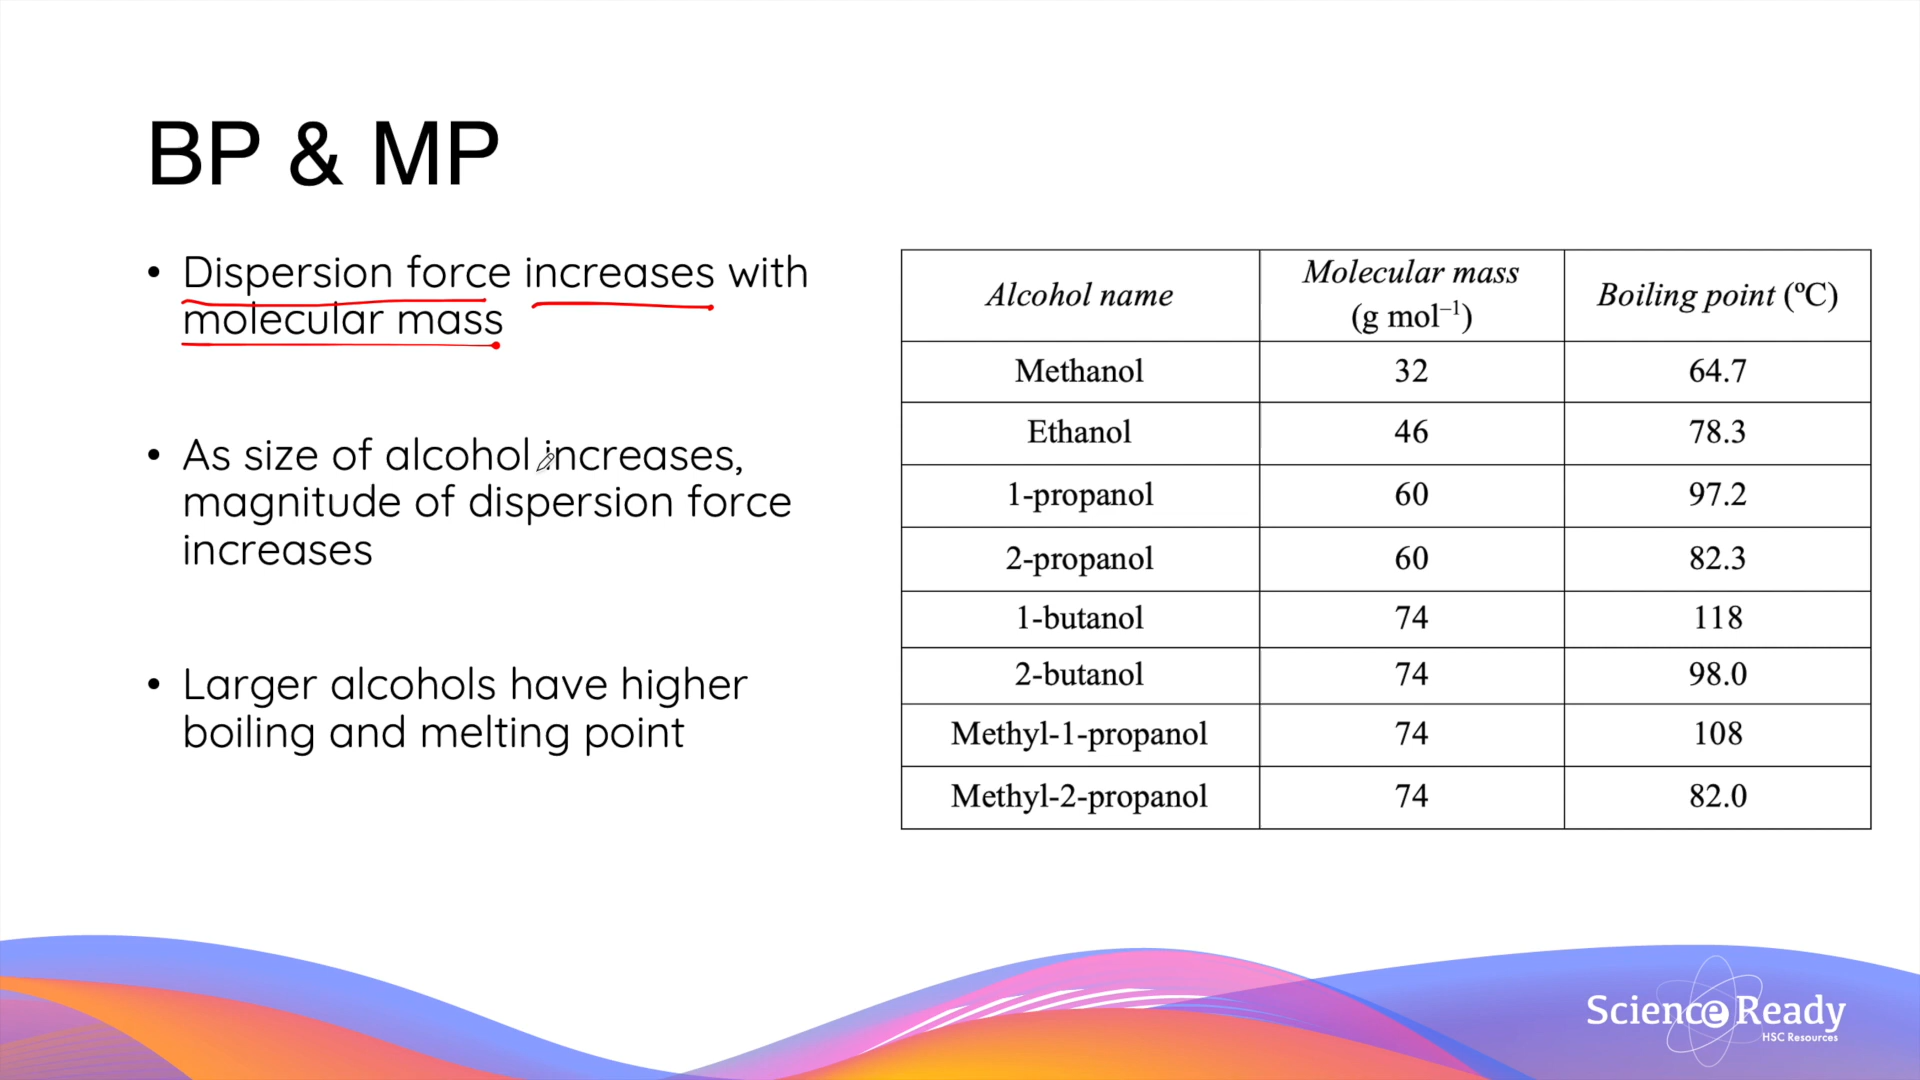 BP & MP
• Dispersion force increases with
molecular mass
• As size of alcohol increases,
magnitude of dispersion force
increases
• Larger alcohols have higher
boiling and melting point
Alcohol name Molecular mass (g mol⁻¹) Boiling point (ºC)
Methanol 32 64.7
Ethanol 46 78.3
1-propanol 60 97.2
2-propanol 60 82.3
1-butanol 74 118
2-butanol 74 98.0
Methyl-1-propanol 74 108
Methyl-2-propanol 74 82.0
Science Ready
HSC Resources